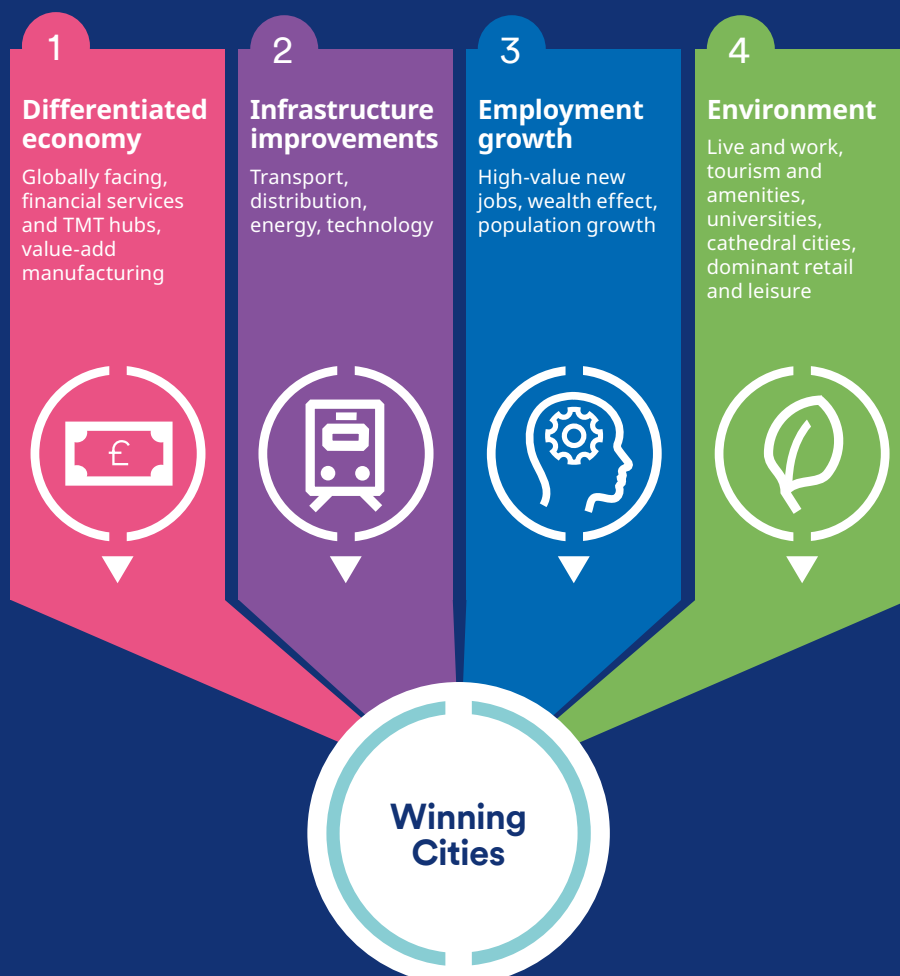 1
Differentiated
economy
Globally facing,
financial services
and TMT hubs,
value-add
manufacturing
£
2
Infrastructure
improvements
Transport,
distribution,
energy, technology
3
Employment
growth
High-value new
jobs, wealth effect,
population growth
4
Environment
Live and work,
tourism and
amenities,
universities,
cathedral cities,
dominant retail
and leisure
Winning
Cities